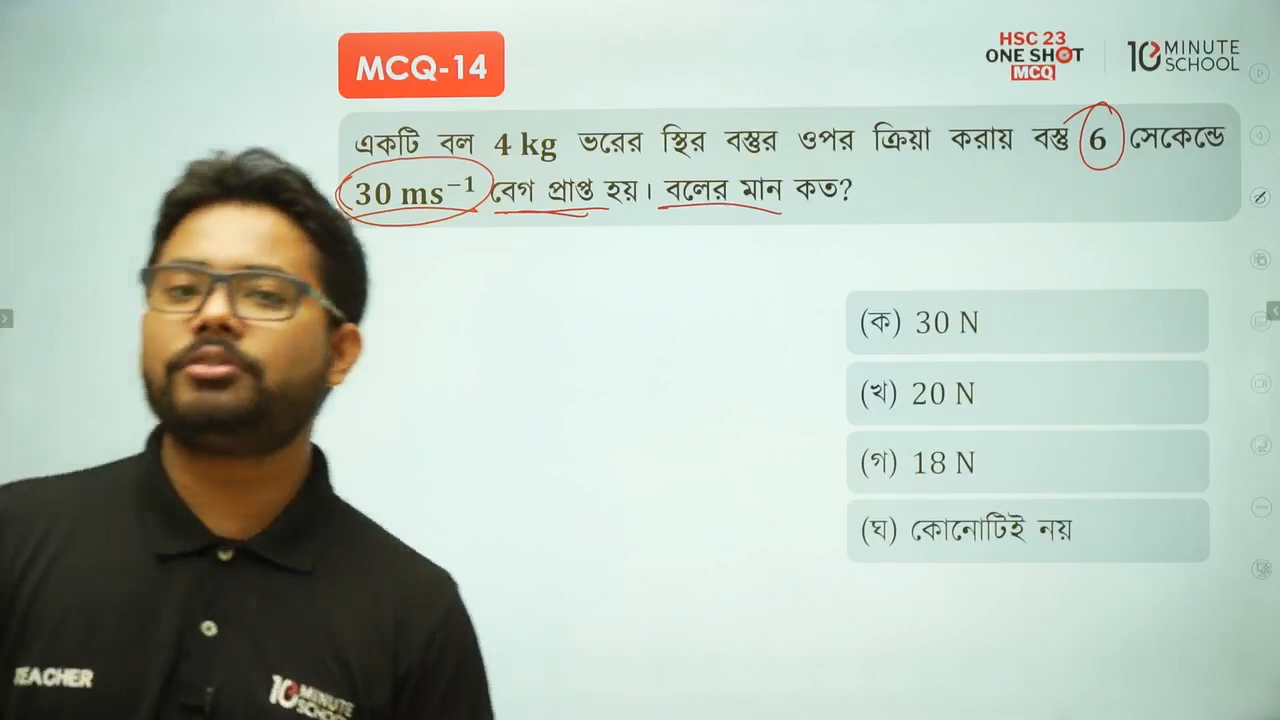 MCQ-14
HSC 23
ONE SHOT
MCQ
10 MINUTE
SCHOOL
একটি বল 4 kg ভরের স্থির বস্তুর ওপর ক্রিয়া করায় বস্তু 6 সেকেন্ডে
30 ms⁻¹ বেগ প্রাপ্ত হয়। বলের মান কত?
(ক) 30 N
(খ) 20 N
(গ) 18 N
(ঘ) কোনোটিই নয়
TEACHER
10 MINUTE
SCHOOL